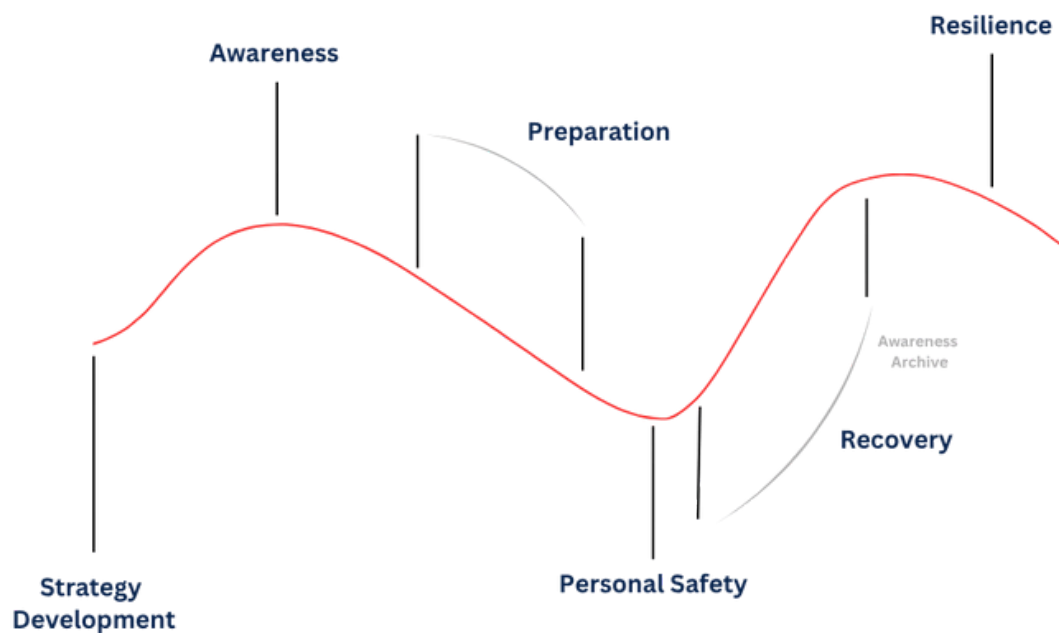 Resilience
Awareness
Preparation
Awareness
Archive
Recovery
Personal Safety
Strategy
Development